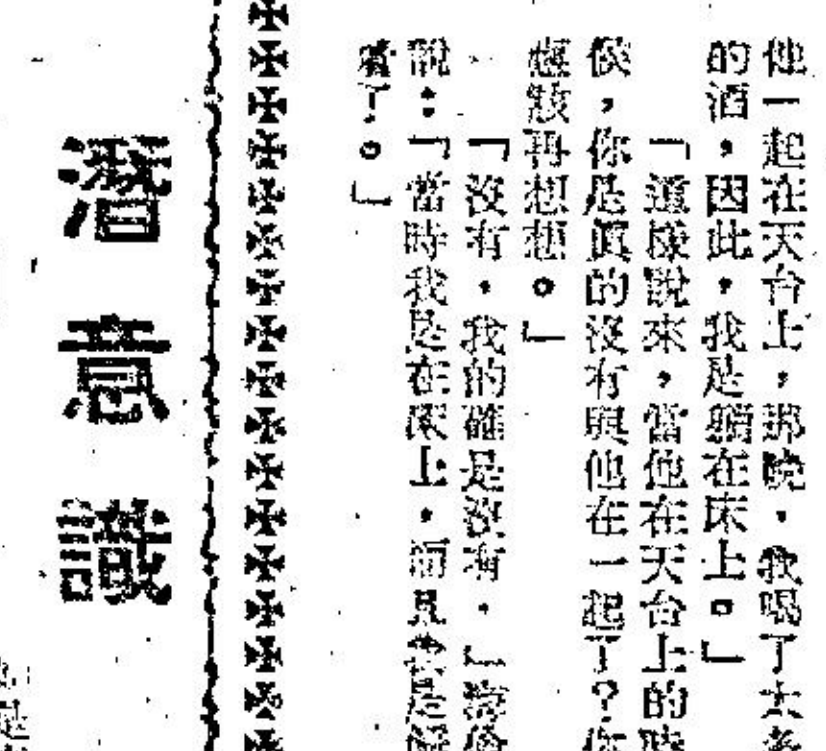 他一起在天台上，那晚，我喝了太多
的酒，因此，我是躺在床上。」
「這樣說來，當他在天台上的時
候，你是眞的沒有與他在一起了？你
應該再想想。」
「沒有，我的確是沒有，」
說：「當時我是在床上，而且我是
着了。」
潛意識
是